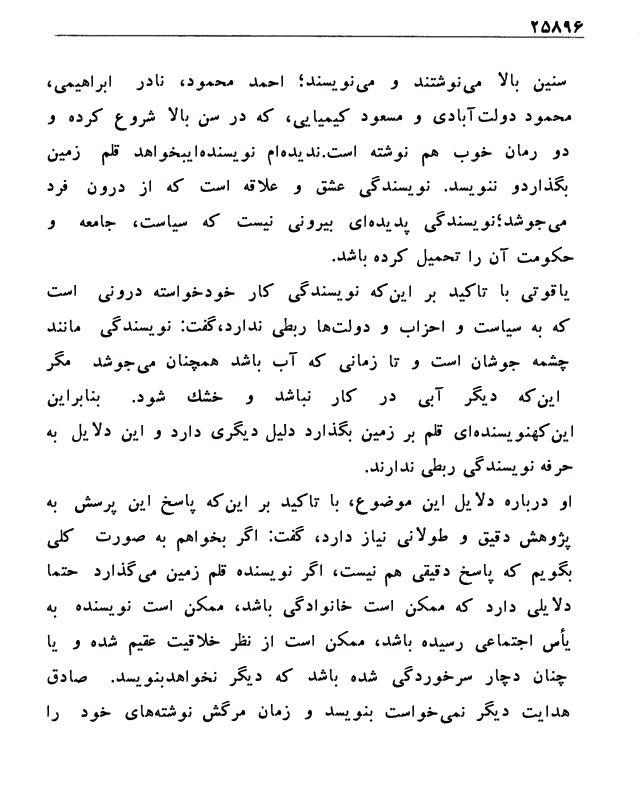 ۲۵۸۹۶
سنین بالا می‌نوشتند و می‌نویسند؛ احمد محمود، نادر ابراهیمی،
محمود دولت‌آبادی و مسعود کیمیایی، که در سن بالا شروع کرده و
دو رمان خوب هم نوشته است.ندیده‌ام نویسنده‌ایبخواهد قلم زمین
بگذاردو ننویسد. نویسندگی عشق و علاقه است که از درون فرد
می‌جوشد؛نویسندگی پدیده‌ای بیرونی نیست که سیاست، جامعه و
حکومت آن را تحمیل کرده باشد.
یاقوتی با تاکید بر این‌که نویسندگی کار خودخواسته درونی است
که به سیاست و احزاب و دولت‌ها ربطی ندارد،گفت: نویسندگی مانند
چشمه جوشان است و تا زمانی که آب باشد همچنان می‌جوشد مگر
این‌که دیگر آبی در کار نباشد و خشك شود. بنابراین
این‌کهنویسنده‌ای قلم بر زمین بگذارد دلیل دیگری دارد و این دلایل به
حرفه نویسندگی ربطی ندارند.
او درباره دلایل این موضوع، با تاکید بر این‌که پاسخ این پرسش به
پژوهش دقیق و طولانی نیاز دارد، گفت: اگر بخواهم به صورت کلی
بگویم که پاسخ دقیقی هم نیست، اگر نویسنده قلم زمین می‌گذارد حتما
دلایلی دارد که ممکن است خانوادگی باشد، ممکن است نویسنده به
یأس اجتماعی رسیده باشد، ممکن است از نظر خلاقیت عقیم شده و یا
چنان دچار سرخوردگی شده باشد که دیگر نخواهدبنویسد. صادق
هدایت دیگر نمی‌خواست بنویسد و زمان مرگش نوشته‌های خود را